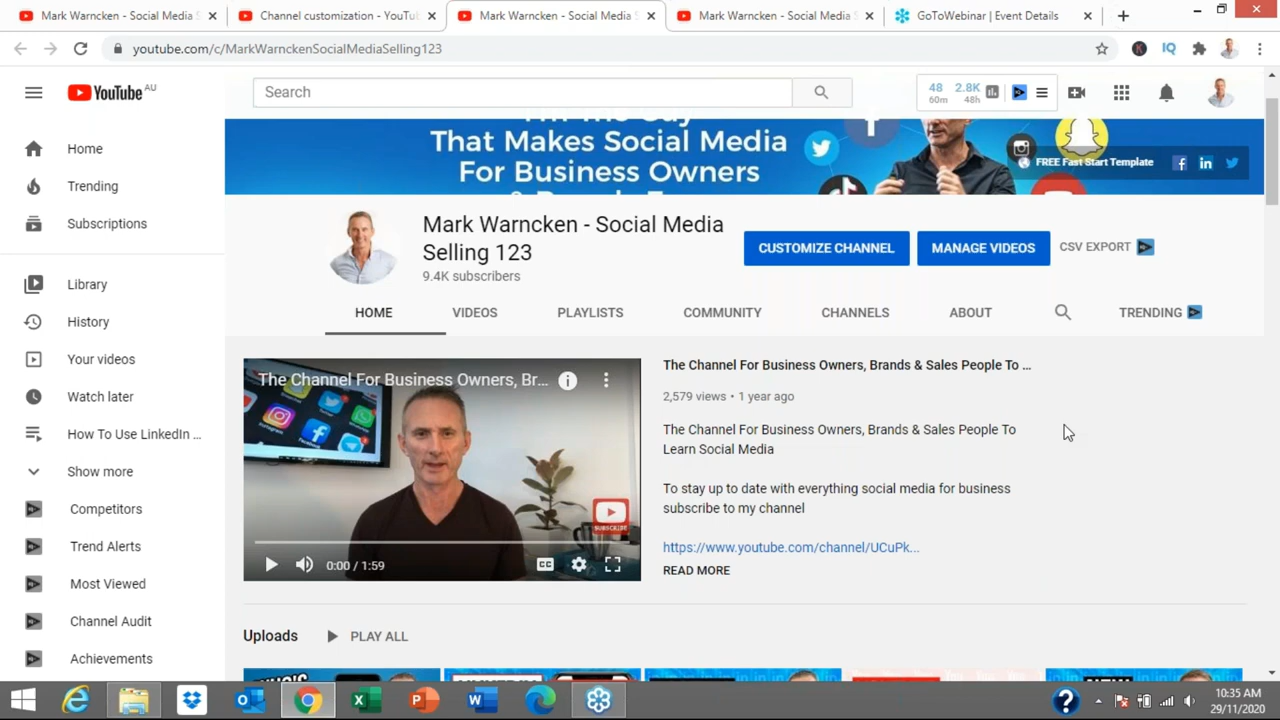 Mark Warncken - Social Media S
Channel customization - YouTu
Mark Warncken - Social Media S
Mark Warncken - Social Media S
GoToWebinar | Event Details
youtube.com/c/MarkWarnckenSocialMediaSelling123
IQ
YouTube AU
Search
48 2.8K
60m 48h
That Makes Social Media
For Business Owners
FREE Fast Start Template
Home
Trending
Subscriptions
Library
History
Your videos
Watch later
How To Use LinkedIn ...
Show more
Competitors
Trend Alerts
Most Viewed
Channel Audit
Achievements
Mark Warncken - Social Media
Selling 123
9.4K subscribers
CUSTOMIZE CHANNEL
MANAGE VIDEOS
CSV EXPORT
HOME
VIDEOS
PLAYLISTS
COMMUNITY
CHANNELS
ABOUT
TRENDING
The Channel For Business Owners, Br...
SUBSCRIBE
0:00 / 1:59
The Channel For Business Owners, Brands & Sales People To ...
2,579 views • 1 year ago
The Channel For Business Owners, Brands & Sales People To
Learn Social Media
To stay up to date with everything social media for business
subscribe to my channel
https://www.youtube.com/channel/UCuPk...
READ MORE
Uploads
PLAY ALL
10:35 AM
29/11/2020